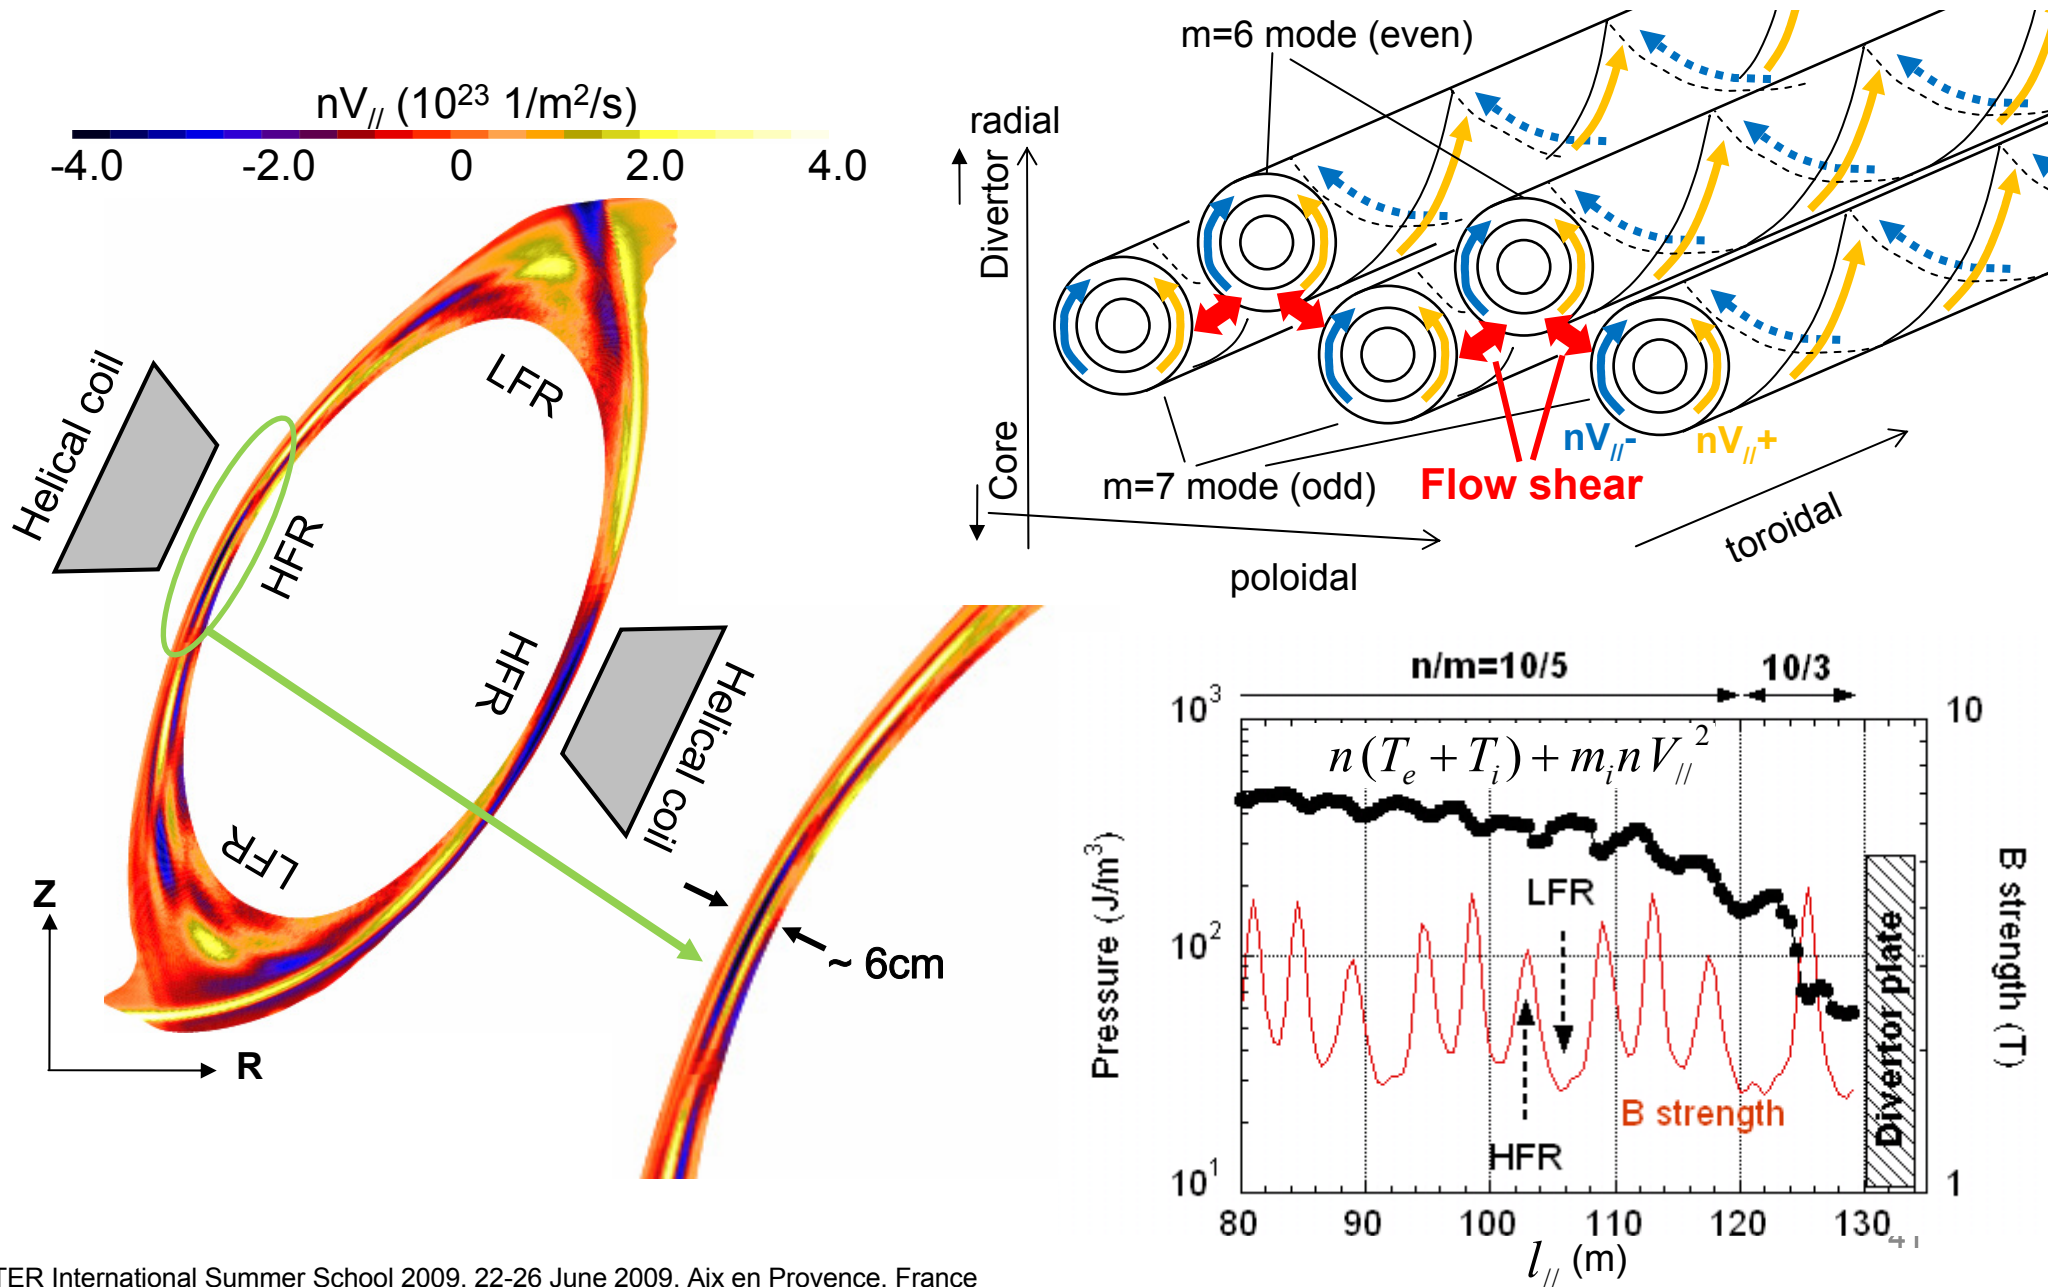 nV// (10²³ 1/m²/s)
-4.0 -2.0 0 2.0 4.0
Helical coil
LFR
HFR
HFR
LFR
Helical coil
Z
R
~ 6cm
m=6 mode (even)
radial
Divertor
Core
nV//- nV//+
m=7 mode (odd)
Flow shear
toroidal
poloidal
n/m=10/5 10/3
10³ 10
n(Te + Ti) + mi nV//²
Pressure (J/m³)
10²
LFR
B strength
HFR
Divertor plate
B strength (T)
10¹ 1
80 90 100 110 120 130
l// (m)
TER International Summer School 2009, 22-26 June 2009, Aix en Provence, France